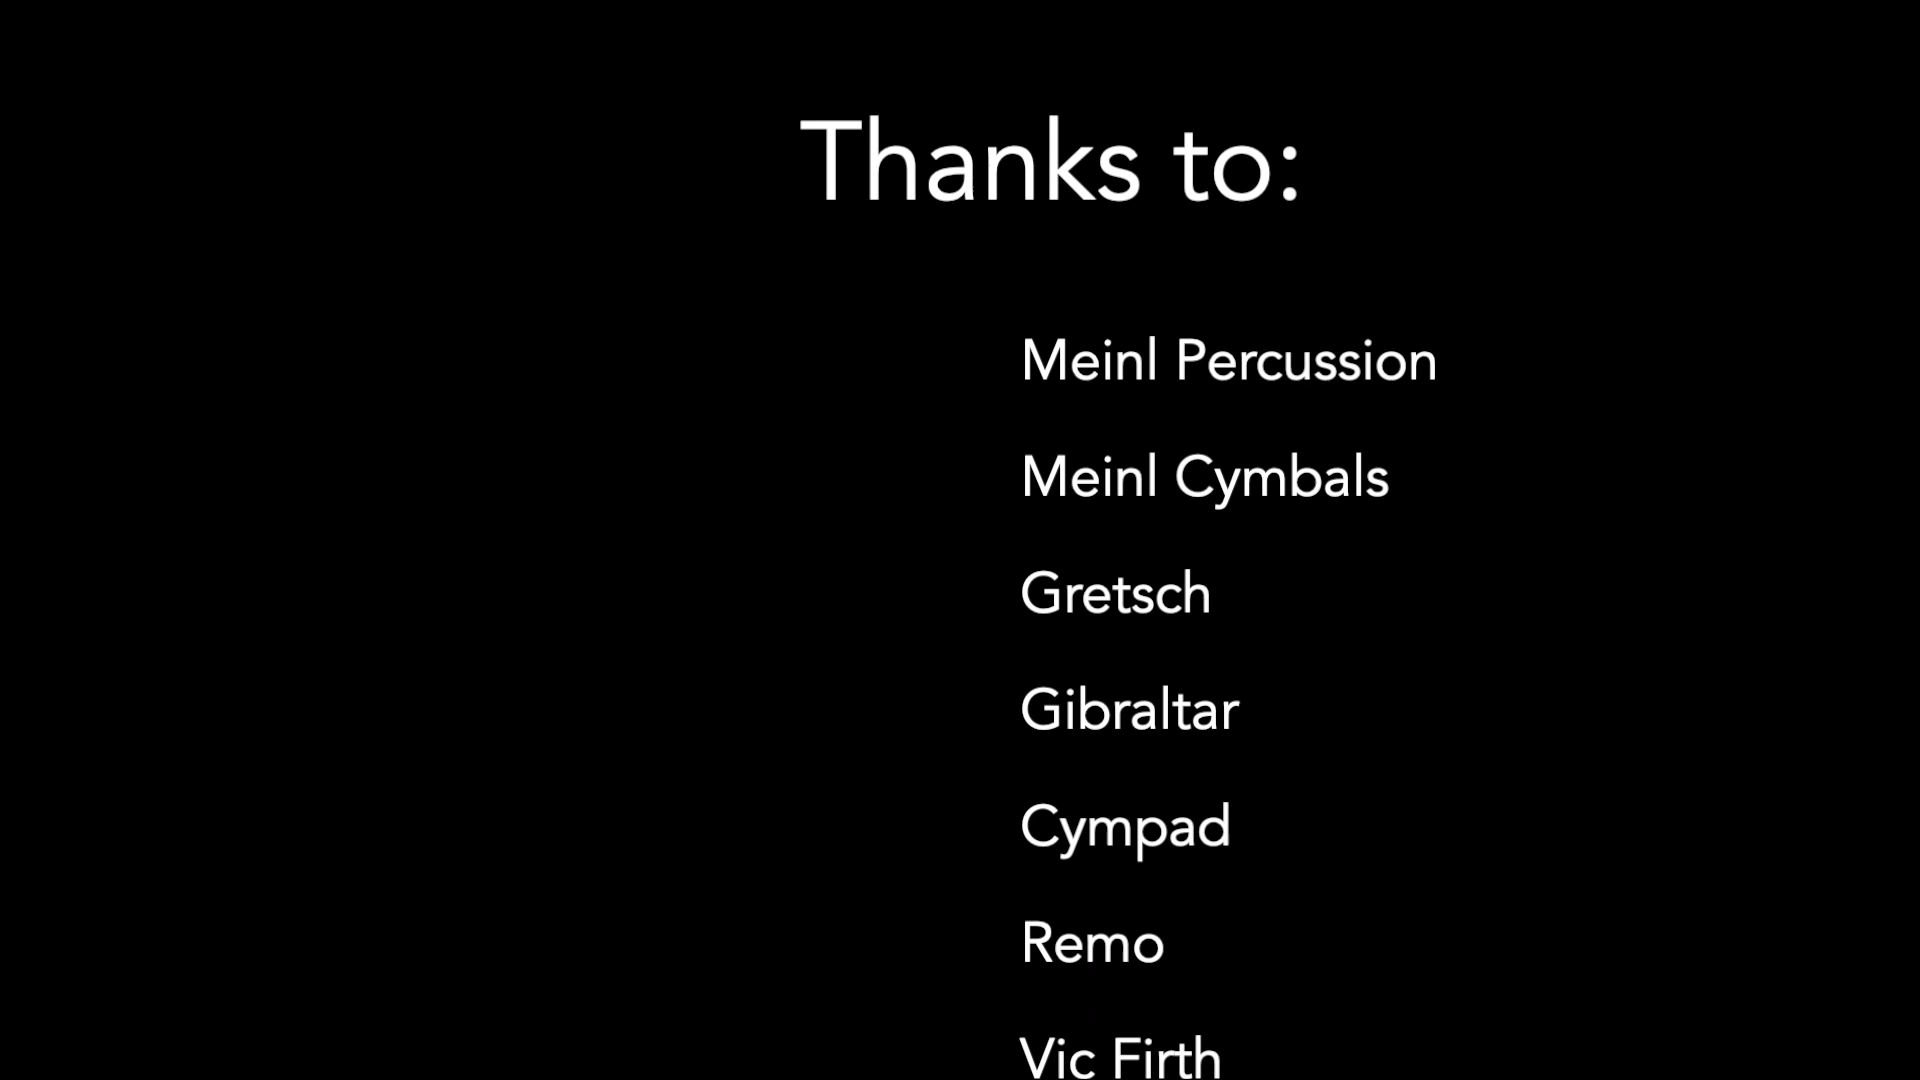 Thanks to:
Meinl Percussion
Meinl Cymbals
Gretsch
Gibraltar
Cympad
Remo
Vic Firth